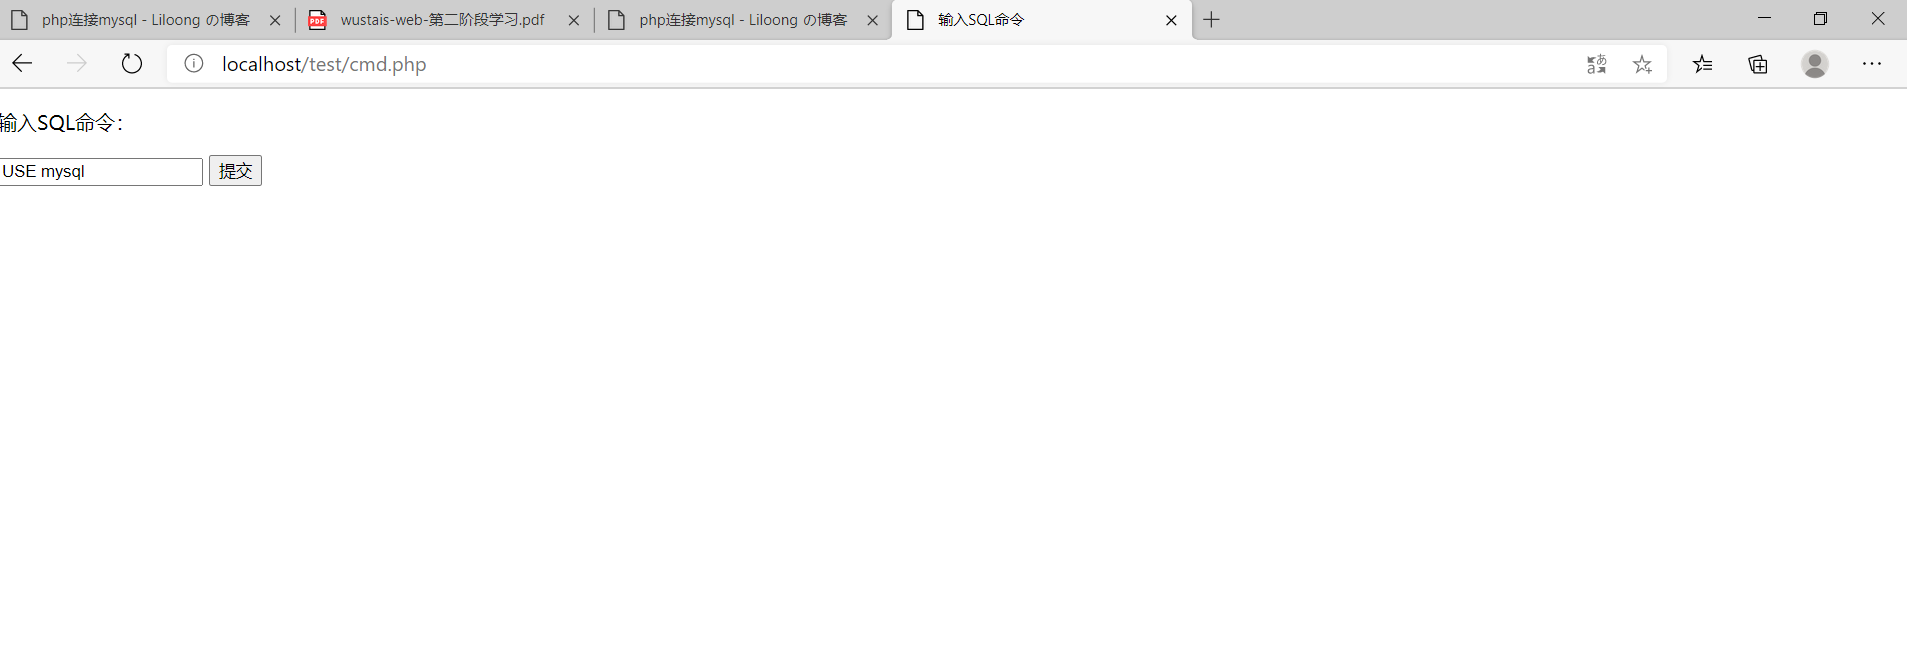 php连接mysql - Liloong の博客
wustais-web-第二阶段学习.pdf
php连接mysql - Liloong の博客
输入SQL命令
localhost/test/cmd.php
输入SQL命令：
USE mysql 提交